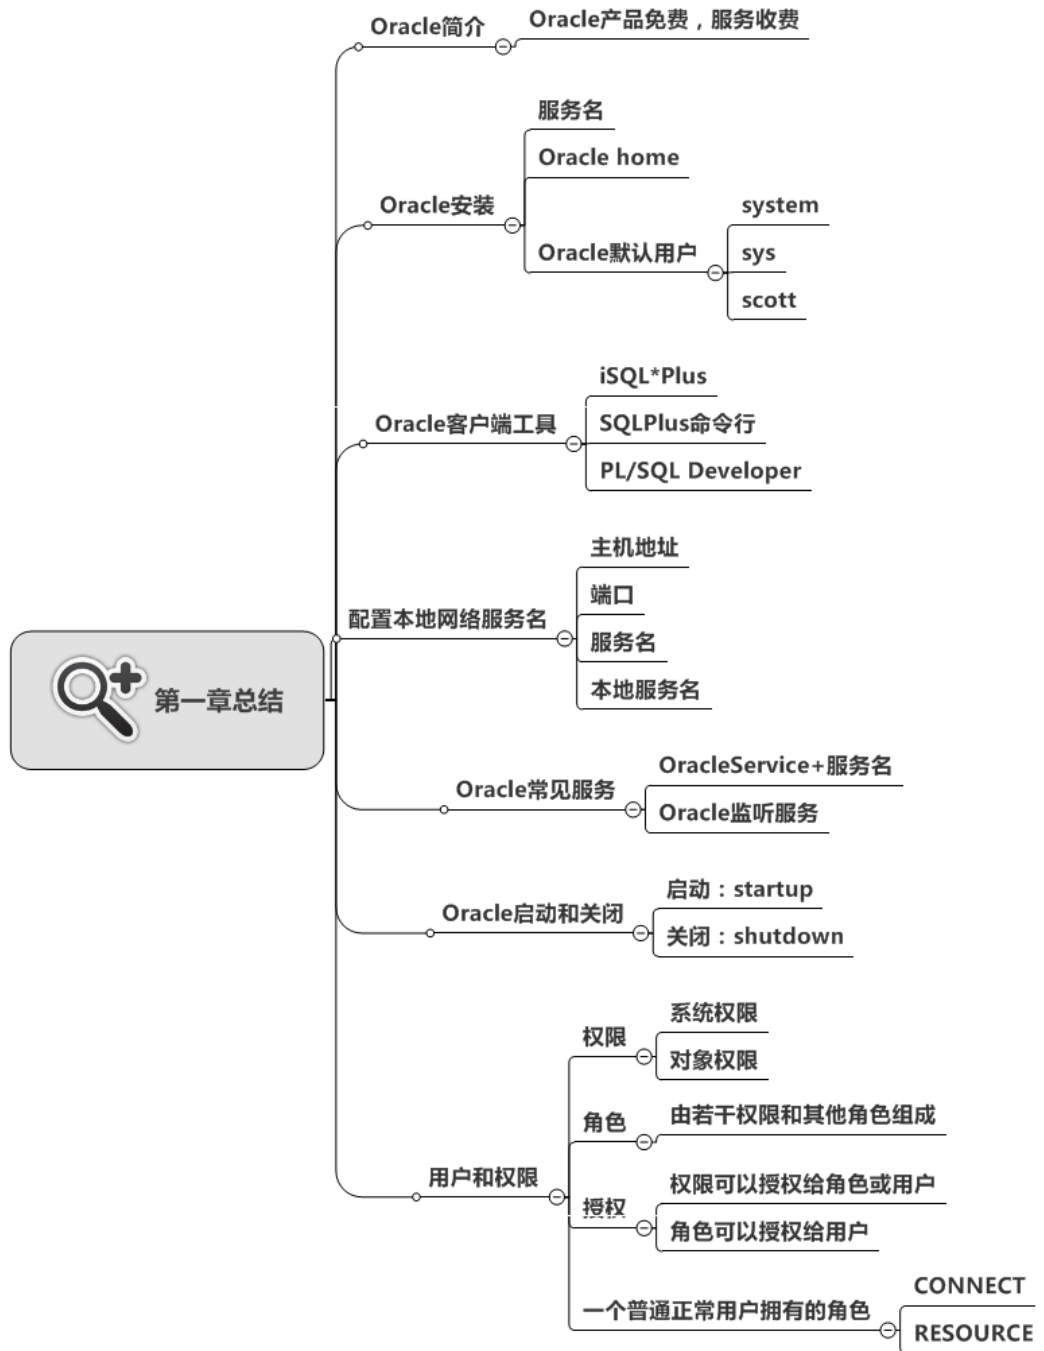 Oracle简介
Oracle产品免费，服务收费
Oracle安装
服务名
Oracle home
Oracle默认用户
system
sys
scott
Oracle客户端工具
iSQL*Plus
SQLPlus命令行
PL/SQL Developer
第一章总结
配置本地网络服务名
主机地址
端口
服务名
本地服务名
Oracle常见服务
OracleService+服务名
Oracle监听服务
Oracle启动和关闭
启动：startup
关闭：shutdown
用户和权限
权限
系统权限
对象权限
角色
由若干权限和其他角色组成
授权
权限可以授权给角色或用户
角色可以授权给用户
一个普通正常用户拥有的角色
CONNECT
RESOURCE